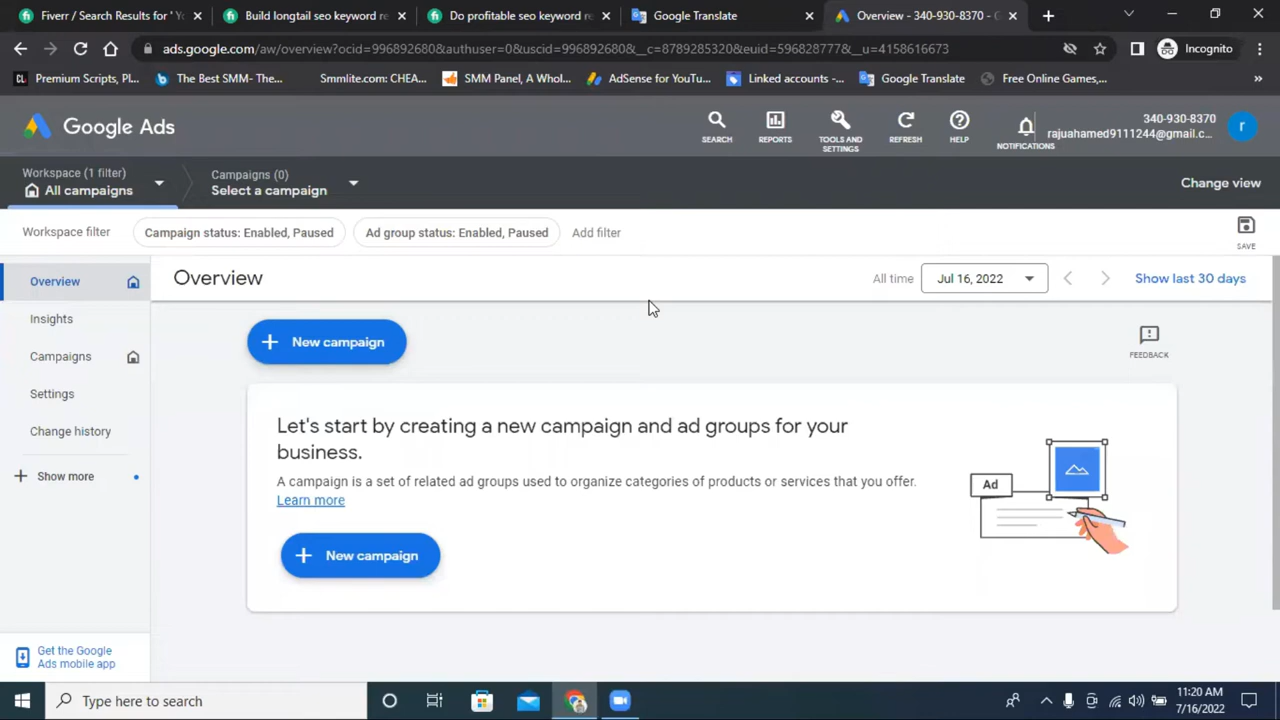 Fiverr / Search Results for ' Y
Build longtail seo keyword re
Do profitable seo keyword re
Google Translate
Overview - 340-930-8370 - G
ads.google.com/aw/overview?ocid=996892680&authuser=0&uscid=996892680&__c=8789285320&euid=596828777&__u=4158616673
Incognito
CL Premium Scripts, Pl...
b The Best SMM- The...
Smmlite.com: CHEA...
SMM Panel, A Whol...
AdSense for YouTu...
Linked accounts -...
Google Translate
Free Online Games,...
»
Google Ads
SEARCH
REPORTS
TOOLS AND
SETTINGS
REFRESH
HELP
NOTIFICATIONS
340-930-8370
rajuahamed9111244@gmail.c...
r
Workspace (1 filter)
All campaigns
Campaigns (0)
Select a campaign
Change view
Workspace filter
Campaign status: Enabled, Paused
Ad group status: Enabled, Paused
Add filter
SAVE
Overview
Insights
Campaigns
Settings
Change history
Show more
Get the Google
Ads mobile app
Overview
All time
Jul 16, 2022
Show last 30 days
New campaign
FEEDBACK
Let's start by creating a new campaign and ad groups for your
business.
A campaign is a set of related ad groups used to organize categories of products or services that you offer.
Learn more
New campaign
Ad
Type here to search
11:20 AM
7/16/2022